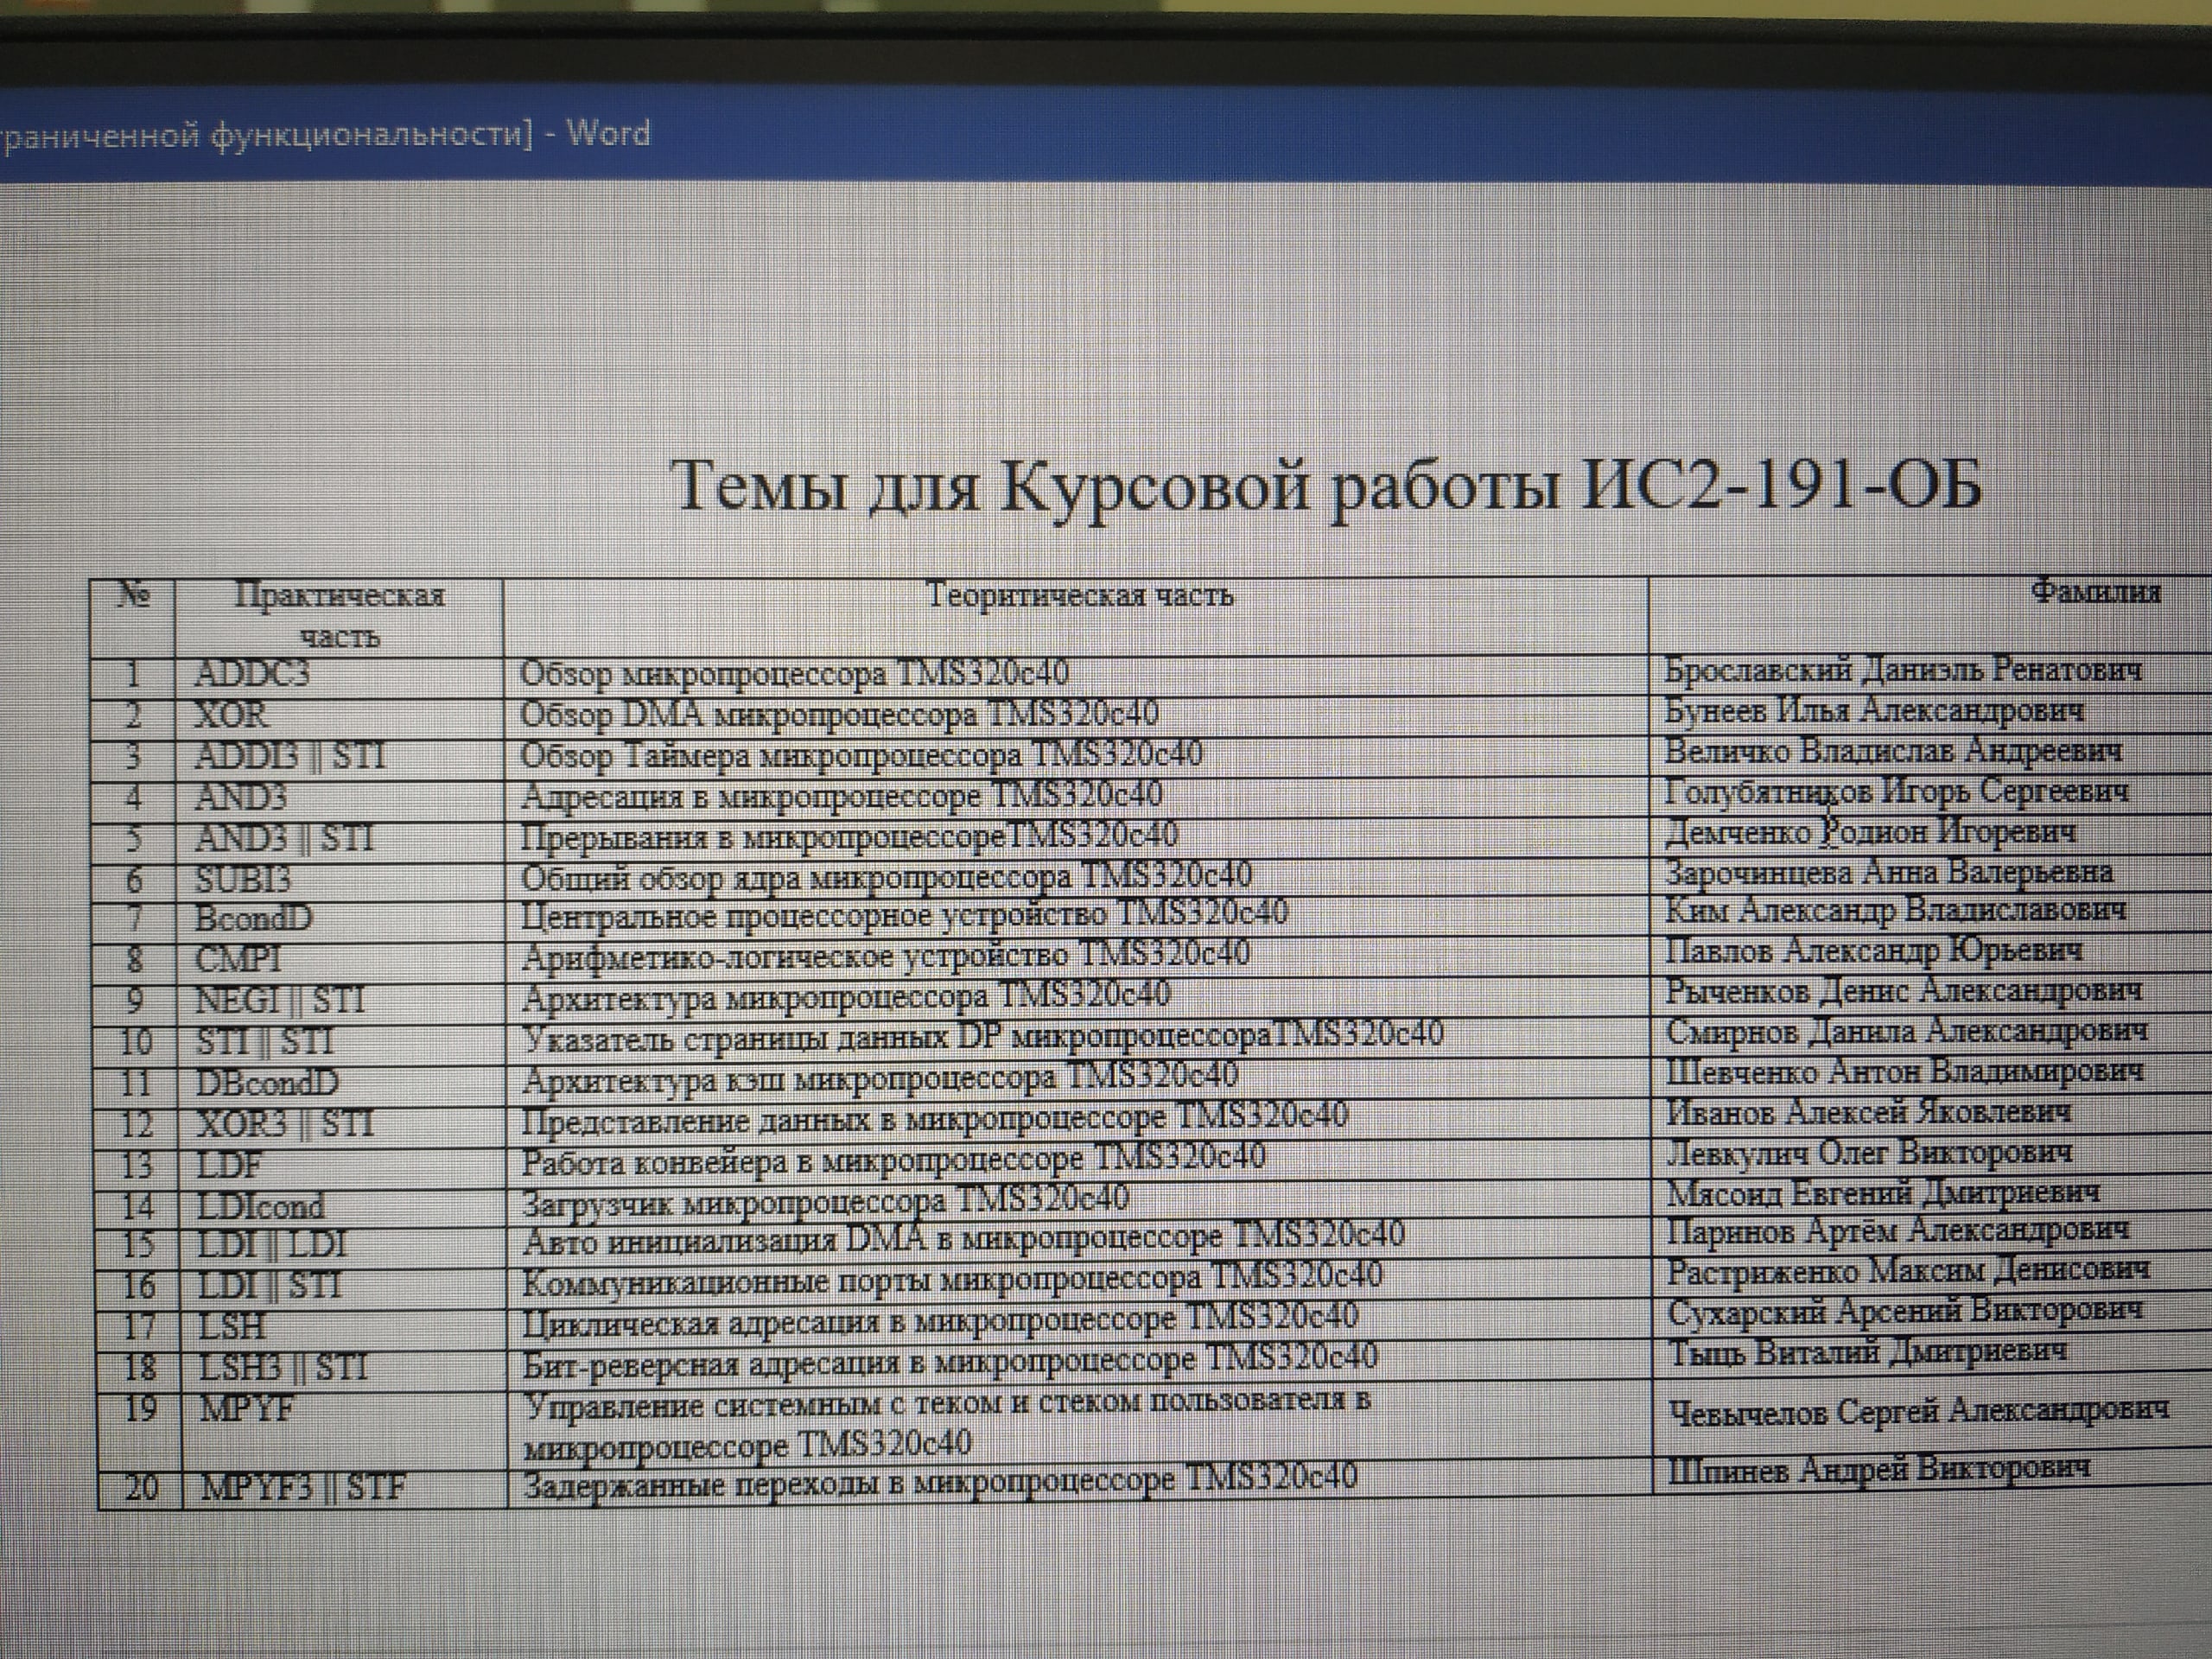 граниченной функциональности] - Word
Темы для Курсовой работы ИС2-191-ОБ
№ Практическая часть Теоритическая часть Фамилия
1 ADDC3 Обзор микропроцессора TMS320c40 Брославский Даниэль Ренатович
2 XOR Обзор DMA микропроцессора TMS320c40 Бунеев Илья Александрович
3 ADDI3 || STI Обзор Таймера микропроцессора TMS320c40 Величко Владислав Андреевич
4 AND3 Адресация в микропроцессоре TMS320c40 Голубятников Игорь Сергеевич
5 AND3 || STI Прерывания в микропроцессореTMS320c40 Демченко Родион Игоревич
6 SUBI3 Общий обзор ядра микропроцессора TMS320c40 Зарочинцева Анна Валерьевна
7 BcondD Центральное процессорное устройство TMS320c40 Ким Александр Владиславович
8 CMPI Арифметико-логическое устройство TMS320c40 Павлов Александр Юрьевич
9 NEGI || STI Архитектура микропроцессора TMS320c40 Рыченков Денис Александрович
10 STI || STI Указатель страницы данных DP микропроцессораTMS320c40 Смирнов Данила Александрович
11 DBcondD Архитектура кэш микропроцессора TMS320c40 Шевченко Антон Владимирович
12 XOR3 || STI Представление данных в микропроцессоре TMS320c40 Иванов Алексей Яковлевич
13 LDF Работа конвейера в микропроцессоре TMS320c40 Левкулич Олег Викторович
14 LDIcond Загрузчик микропроцессора TMS320c40 Мясоид Евгений Дмитриевич
15 LDI || LDI Авто инициализация DMA в микропроцессоре TMS320c40 Паринов Артём Александрович
16 LDI || STI Коммуникационные порты микропроцессора TMS320c40 Растриженко Максим Денисович
17 LSH Циклическая адресация в микропроцессоре TMS320c40 Сухарский Арсений Викторович
18 LSH3 || STI Бит-реверсная адресация в микропроцессоре TMS320c40 Тыць Виталий Дмитриевич
19 MPYF Управление системным с теком и стеком пользователя в
микропроцессоре TMS320c40 Чевычелов Сергей Александрович
20 MPYF3 || STF Задержанные переходы в микропроцессоре TMS320c40 Шпинев Андрей Викторович